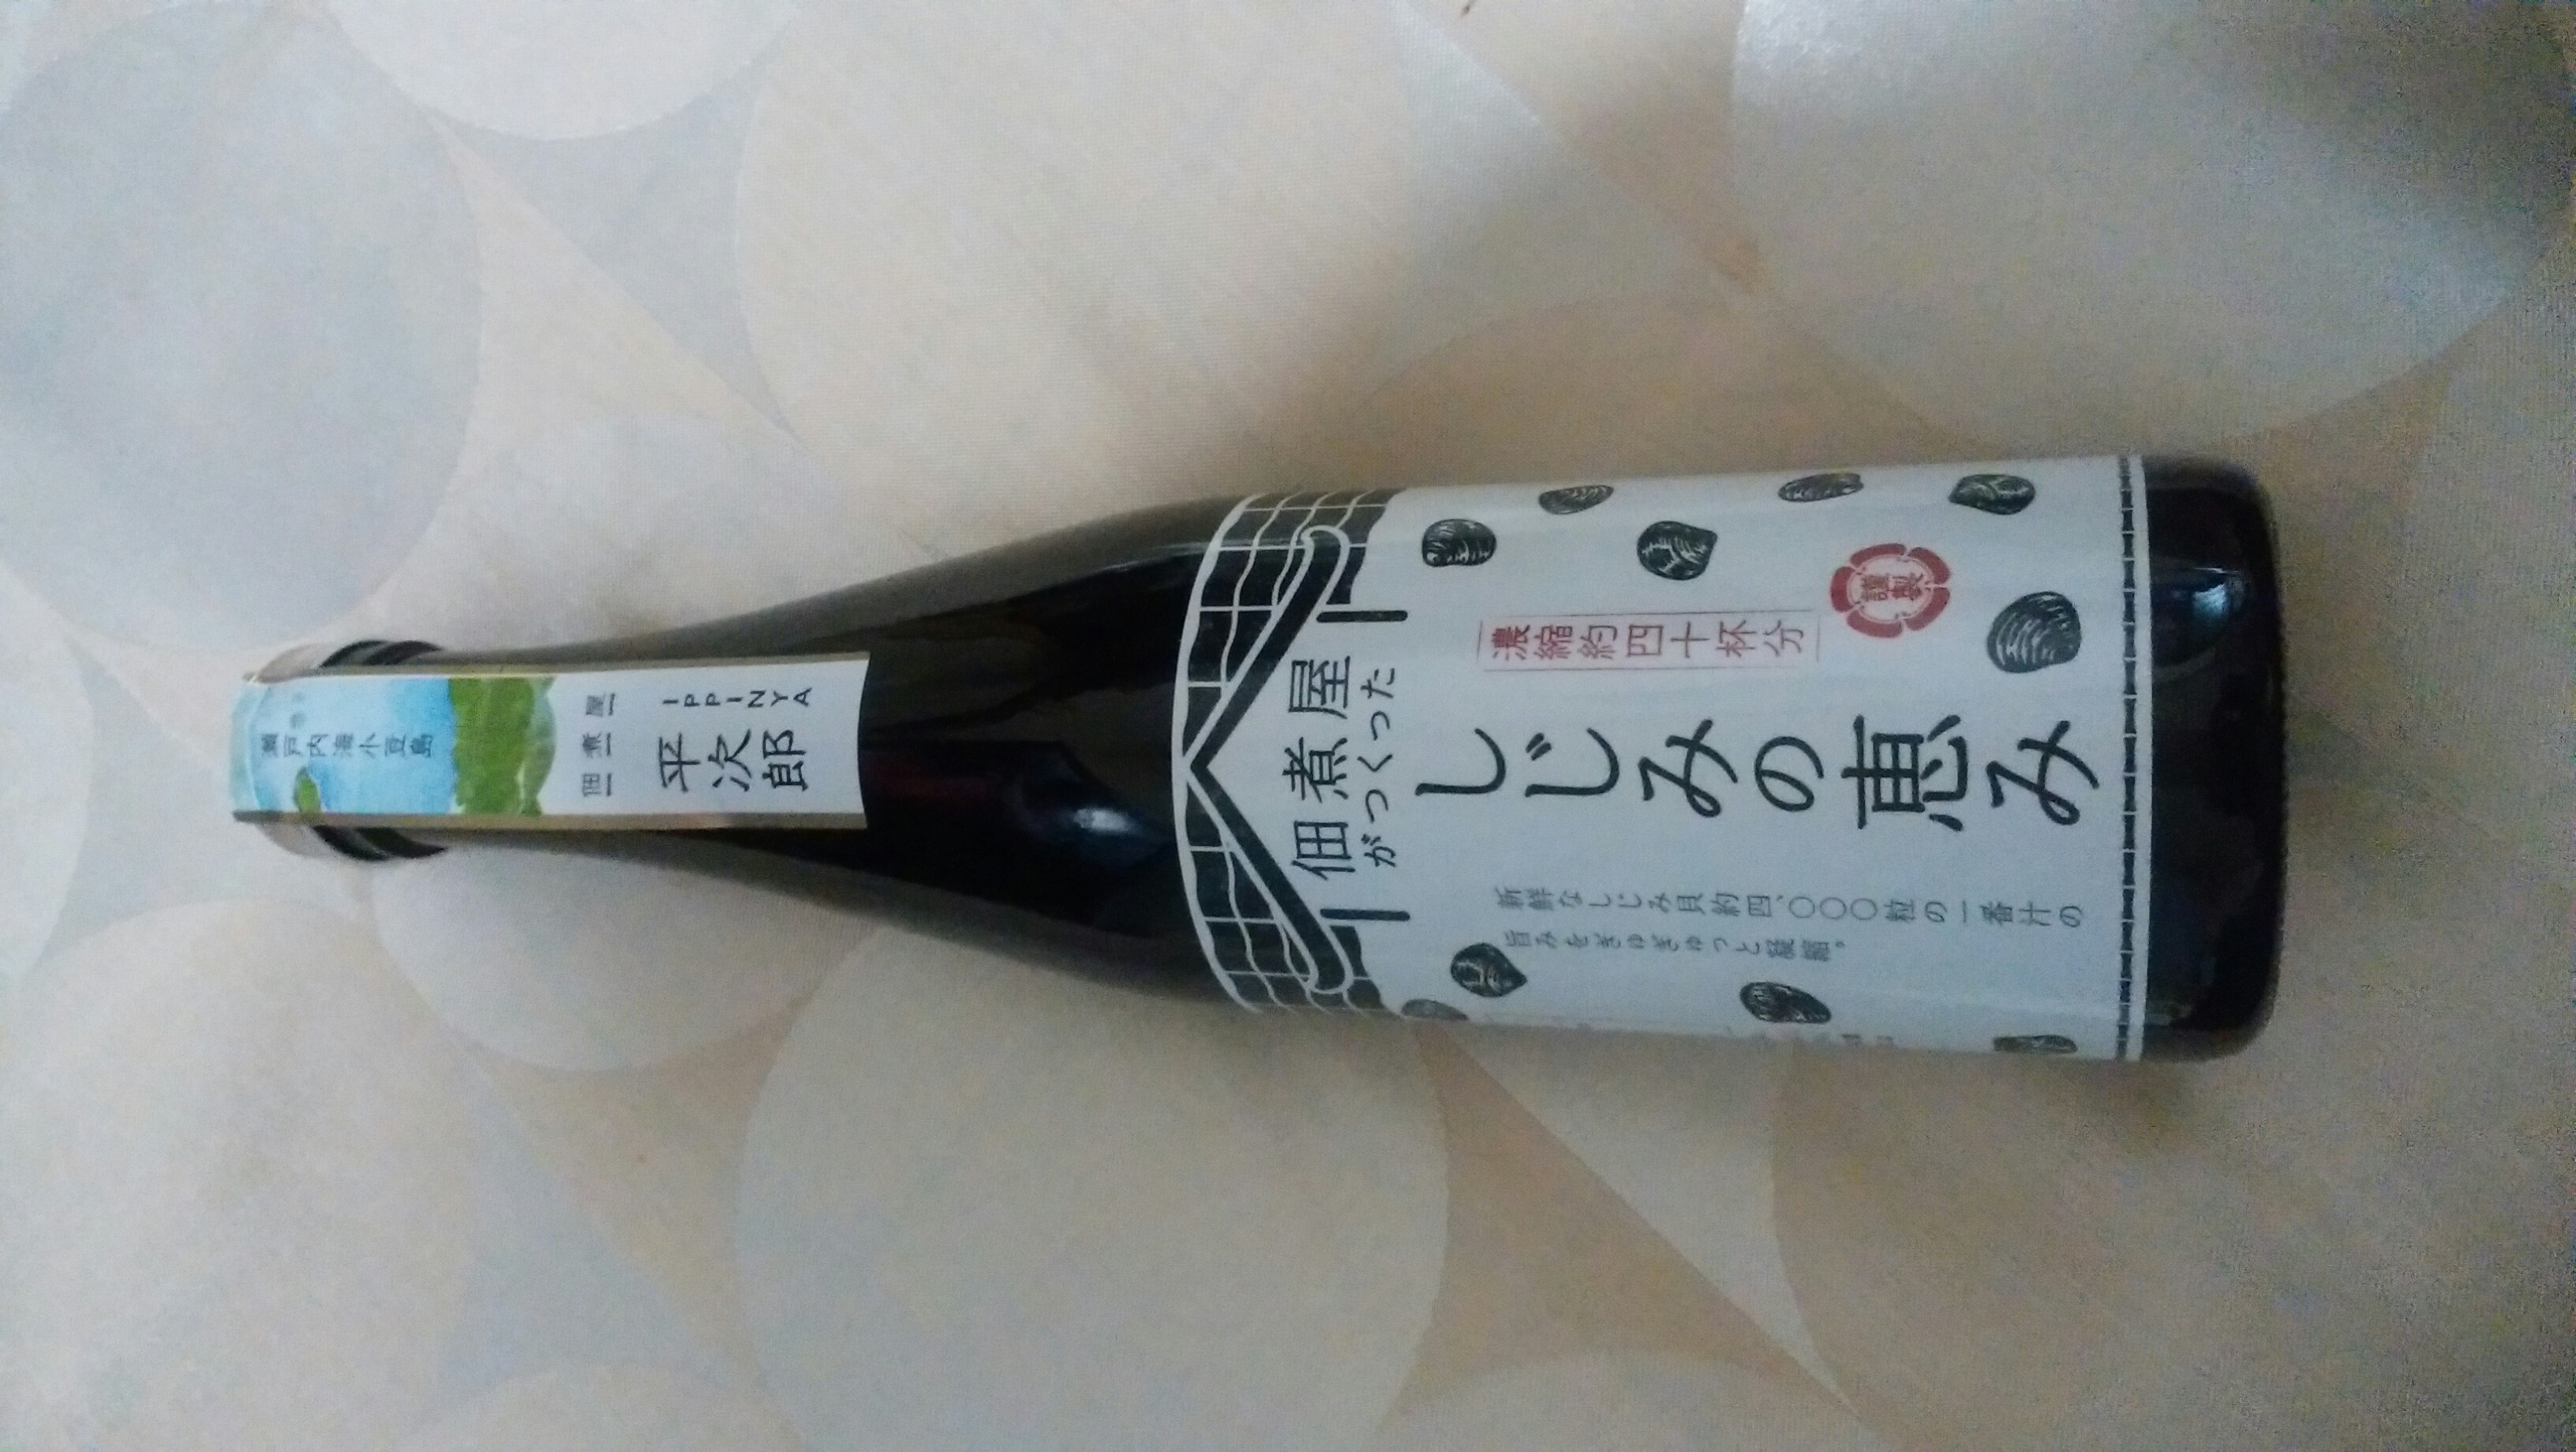 瀬戸内海小豆島
佃煮屋
平次郎
IPPINYA
佃煮屋
がつくった
濃縮約四十杯分
謹製
しじみの恵み
新鮮なしじみ貝約四、〇〇〇粒の一番汁の
旨みをぎゅぎゅっと凝縮。